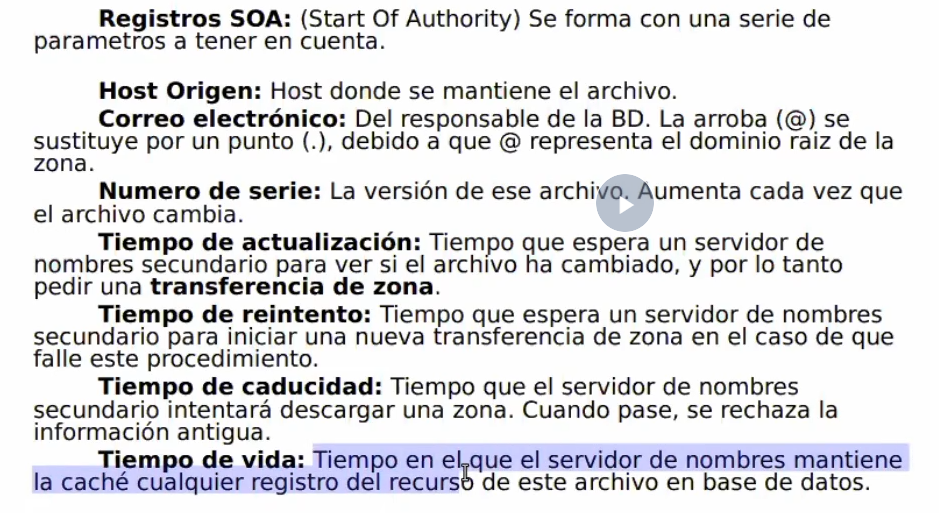 Registros SOA: (Start Of Authority) Se forma con una serie de
parametros a tener en cuenta.
Host Origen: Host donde se mantiene el archivo.
Correo electrónico: Del responsable de la BD. La arroba (@) se
sustituye por un punto (.), debido a que @ representa el dominio raiz de la
zona.
Numero de serie: La versión de ese archivo. Aumenta cada vez que
el archivo cambia.
Tiempo de actualización: Tiempo que espera un servidor de
nombres secundario para ver si el archivo ha cambiado, y por lo tanto
pedir una transferencia de zona.
Tiempo de reintento: Tiempo que espera un servidor de nombres
secundario para iniciar una nueva transferencia de zona en el caso de que
falle este procedimiento.
Tiempo de caducidad: Tiempo que el servidor de nombres
secundario intentará descargar una zona. Cuando pase, se rechaza la
información antigua.
Tiempo de vida: Tiempo en el que el servidor de nombres mantiene
la caché cualquier registro del recurso de este archivo en base de datos.